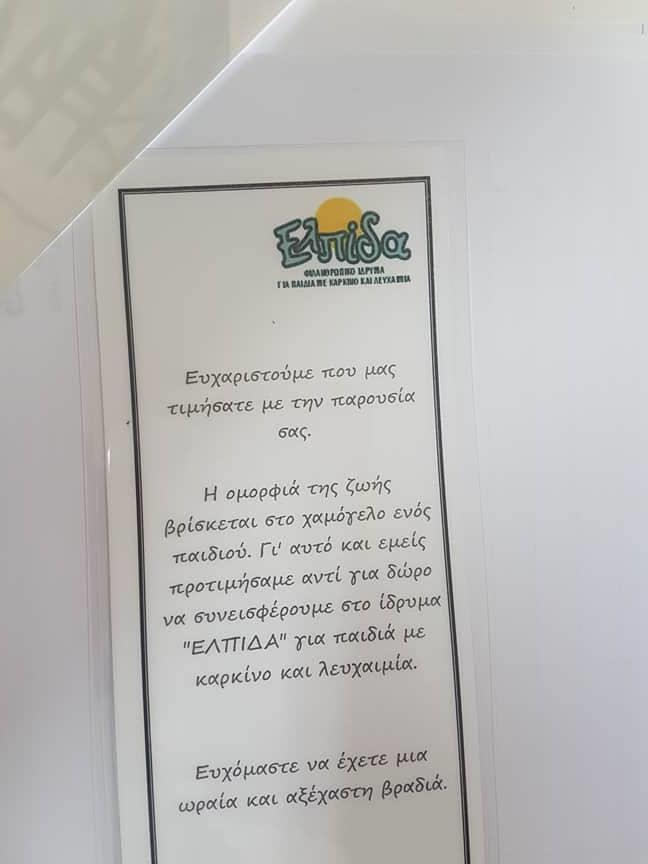 Ελπίδα
ΦΙΛΑΝΘΡΩΠΙΚΟ ΙΔΡΥΜΑ
ΓΙΑ ΠΑΙΔΙΑ ΜΕ ΚΑΡΚΙΝΟ ΚΑΙ ΛΕΥΧΑΙΜΙΑ
Ευχαριστούμε που μας
τιμήσατε με την παρουσία
σας.
Η ομορφιά της ζωής
βρίσκεται στο χαμόγελο ενός
παιδιού. Γι' αυτό και εμείς
προτιμήσαμε αντί για δώρο
να συνεισφέρουμε στο ίδρυμα
"ΕΛΠΙΔΑ" για παιδιά με
καρκίνο και λευχαιμία.
Ευχόμαστε να έχετε μια
ωραία και αξέχαστη βραδιά.